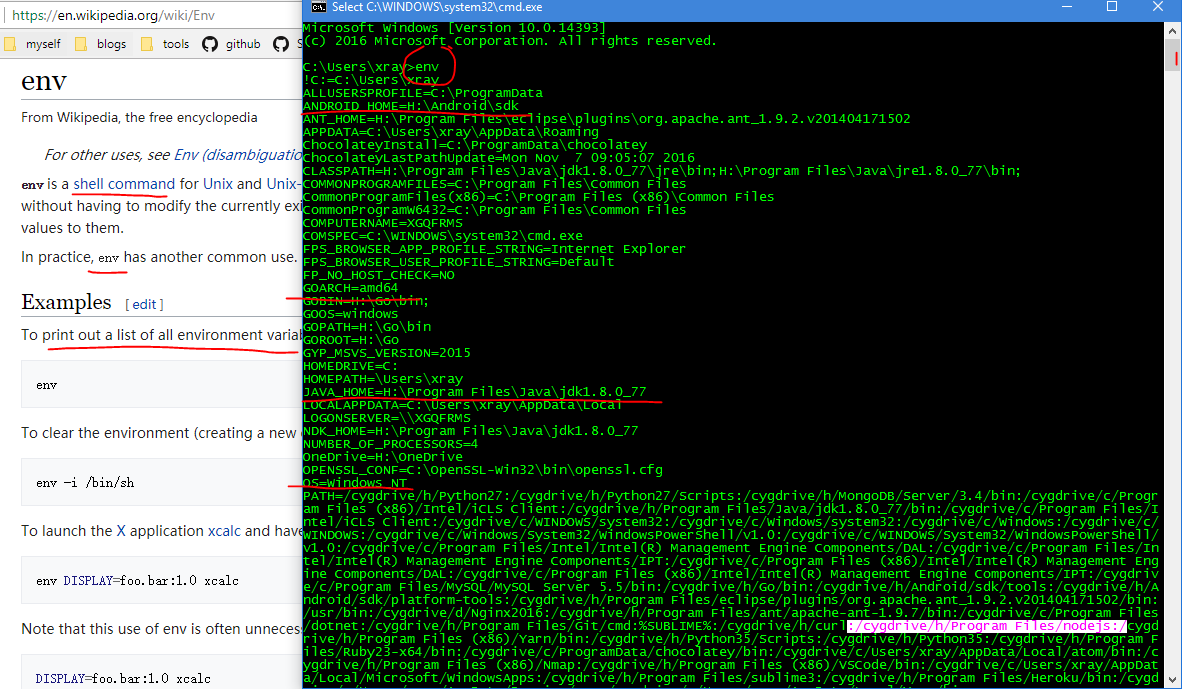 https://en.wikipedia.org/wiki/Env
myself
blogs
tools
github
env
From Wikipedia, the free encyclopedia
For other uses, see Env (disambiguatio
env is a shell command for Unix and Unix-
without having to modify the currently ex
values to them.
In practice, env has another common use.
Examples [ edit ]
To print out a list of all environment varia
env
To clear the environment (creating a new
env -i /bin/sh
To launch the X application xcalc and have
env DISPLAY=foo.bar:1.0 xcalc
Note that this use of env is often unneces
DISPLAY=foo.bar:1.0 xcalc
Select C:\WINDOWS\system32\cmd.exe
Microsoft Windows [version 10.0.14393]
(c) 2016 Microsoft Corporation. All rights reserved.
C:\Users\xray>env
!C:=C:\Users\xray
ALLUSERSPROFILE=C:\ProgramData
ANDROID_HOME=H:\Android\sdk
ANT_HOME=H:\Program Files\eclipse\plugins\org.apache.ant_1.9.2.v201404171502
APPDATA=C:\Users\xray\AppData\Roaming
ChocolateyInstall=C:\ProgramData\chocolatey
ChocolateyLastPathUpdate=Mon Nov  7 09:05:07 2016
CLASSPATH=H:\Program Files\Java\jdk1.8.0_77\jre\bin;H:\Program Files\Java\jre1.8.0_77\bin;
COMMONPROGRAMFILES=C:\Program Files\Common Files
CommonProgramFiles(x86)=C:\Program Files (x86)\Common Files
CommonProgramW6432=C:\Program Files\Common Files
COMPUTERNAME=XGQFRMS
COMSPEC=C:\WINDOWS\system32\cmd.exe
FPS_BROWSER_APP_PROFILE_STRING=Internet Explorer
FPS_BROWSER_USER_PROFILE_STRING=Default
FP_NO_HOST_CHECK=NO
GOARCH=amd64
GOBIN=H:\Go\bin;
GOOS=windows
GOPATH=H:\Go\bin
GOROOT=H:\Go
GYP_MSVS_VERSION=2015
HOMEDRIVE=C:
HOMEPATH=\Users\xray
JAVA_HOME=H:\Program Files\Java\jdk1.8.0_77
LOCALAPPDATA=C:\Users\xray\AppData\Local
LOGONSERVER=\\XGQFRMS
NDK_HOME=H:\Program Files\Java\jdk1.8.0_77
NUMBER_OF_PROCESSORS=4
OneDrive=H:\OneDrive
OPENSSL_CONF=C:\OpenSSL-Win32\bin\openssl.cfg
OS=Windows_NT
PATH=/cygdrive/h/Python27:/cygdrive/h/Python27/Scripts:/cygdrive/h/MongoDB/Server/3.4/bin:/cygdrive/c/Progr
am Files (x86)/Intel/iCLS Client:/cygdrive/h/Program Files/Java/jdk1.8.0_77/bin:/cygdrive/c/Program Files/I
ntel/iCLS Client:/cygdrive/c/WINDOWS/system32:/cygdrive/c/Windows/system32:/cygdrive/c/Windows:/cygdrive/c/
WINDOWS:/cygdrive/c/Windows/System32/WindowsPowerShell/v1.0:/cygdrive/c/WINDOWS/System32/WindowsPowerShell/
v1.0:/cygdrive/c/Program Files/Intel/Intel(R) Management Engine Components/DAL:/cygdrive/c/Program Files/In
tel/Intel(R) Management Engine Components/IPT:/cygdrive/c/Program Files (x86)/Intel/Intel(R) Management Eng
ine Components/DAL:/cygdrive/c/Program Files (x86)/Intel/Intel(R) Management Engine Components/IPT:/cygdriv
e/c/Program Files/MySQL/MySQL Server 5.5/bin:/cygdrive/h/Go/bin:/cygdrive/h/Android/sdk/tools:/cygdrive/h/A
ndroid/sdk/platform-tools:/cygdrive/h/Program Files/eclipse/plugins/org.apache.ant_1.9.2.v201404171502/bin:
/usr/bin:/cygdrive/d/Nginx2016:/cygdrive/h/Program Files/ant/apache-ant-1.9.7/bin:/cygdrive/c/Program Files
/dotnet:/cygdrive/h/Program Files/Git/cmd:%SUBLIME%:/cygdrive/h/curl:/cygdrive/h/Program Files/nodejs:/cygd
rive/h/Program Files (x86)/Yarn/bin:/cygdrive/h/Python35/Scripts:/cygdrive/h/Python35:/cygdrive/h/Program F
iles/Ruby23-x64/bin:/cygdrive/c/ProgramData/chocolatey/bin:/cygdrive/c/Users/xray/AppData/Local/atom/bin:/c
ygdrive/h/Program Files (x86)/Nmap:/cygdrive/h/Program Files (x86)/VSCode/bin:/cygdrive/c/Users/xray/AppDat
a/Local/Microsoft/WindowsApps:/cygdrive/h/Program Files/sublime3:/cygdrive/h/Program Files/Heroku/bin:/cygd